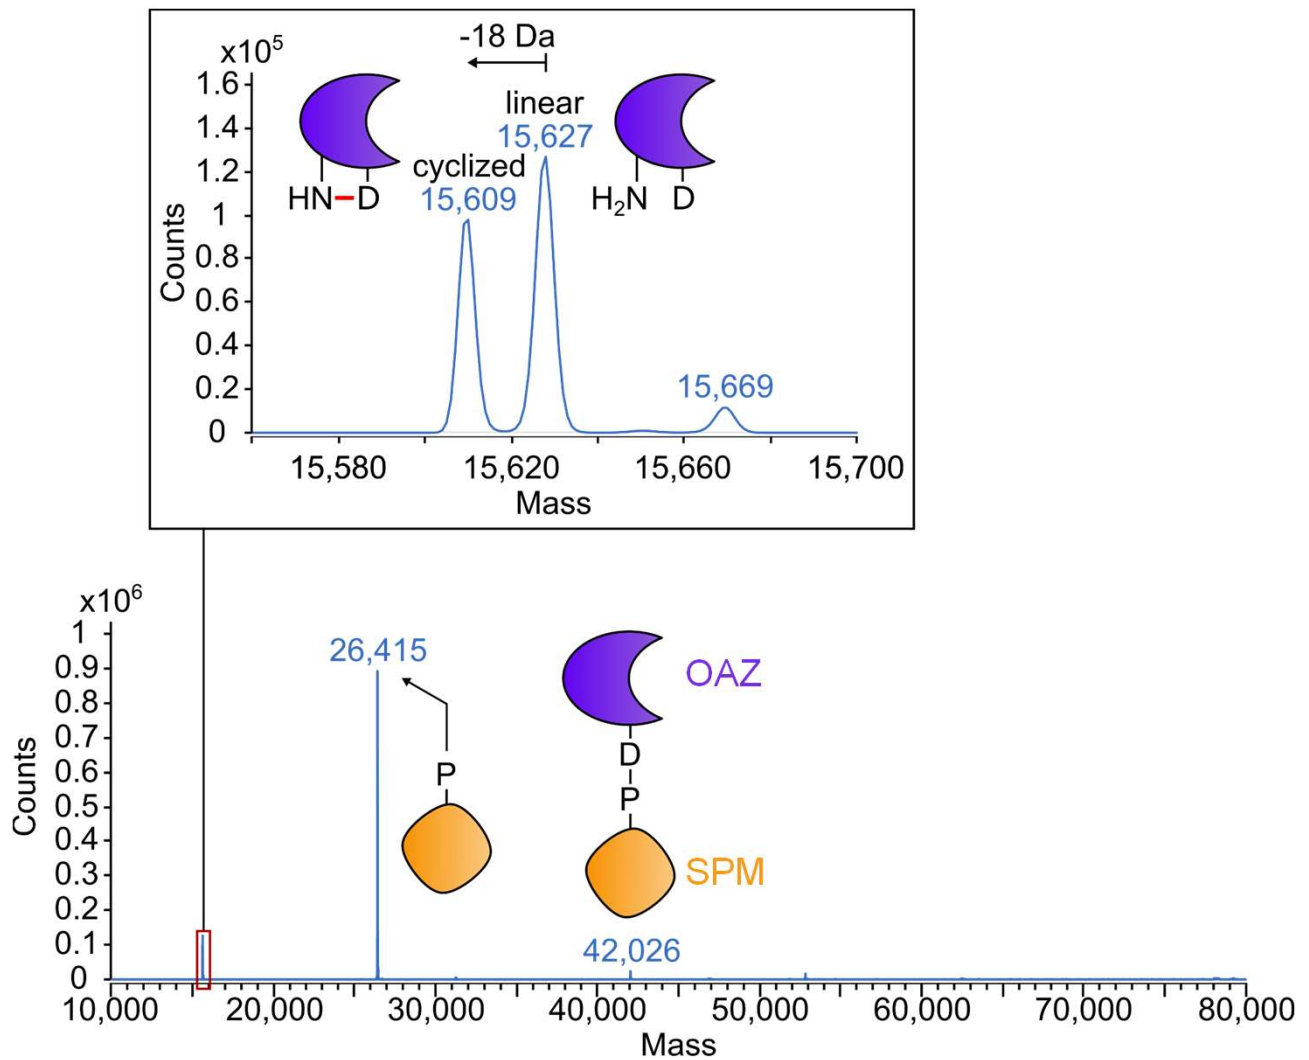 -18 Da
x10⁵
1.6
1.4
1.2
1
0.8
0.6
0.4
0.2
0
Counts
linear
15,627
cyclized
15,609
HN D
H₂N D
15,669
15,580 15,620 15,660 15,700
Mass
x10⁶
1
0.9
0.8
0.7
0.6
0.5
0.4
0.3
0.2
0.1
0
Counts
26,415
P
OAZ
D
P
SPM
42,026
10,000 20,000 30,000 40,000 50,000 60,000 70,000 80,000
Mass